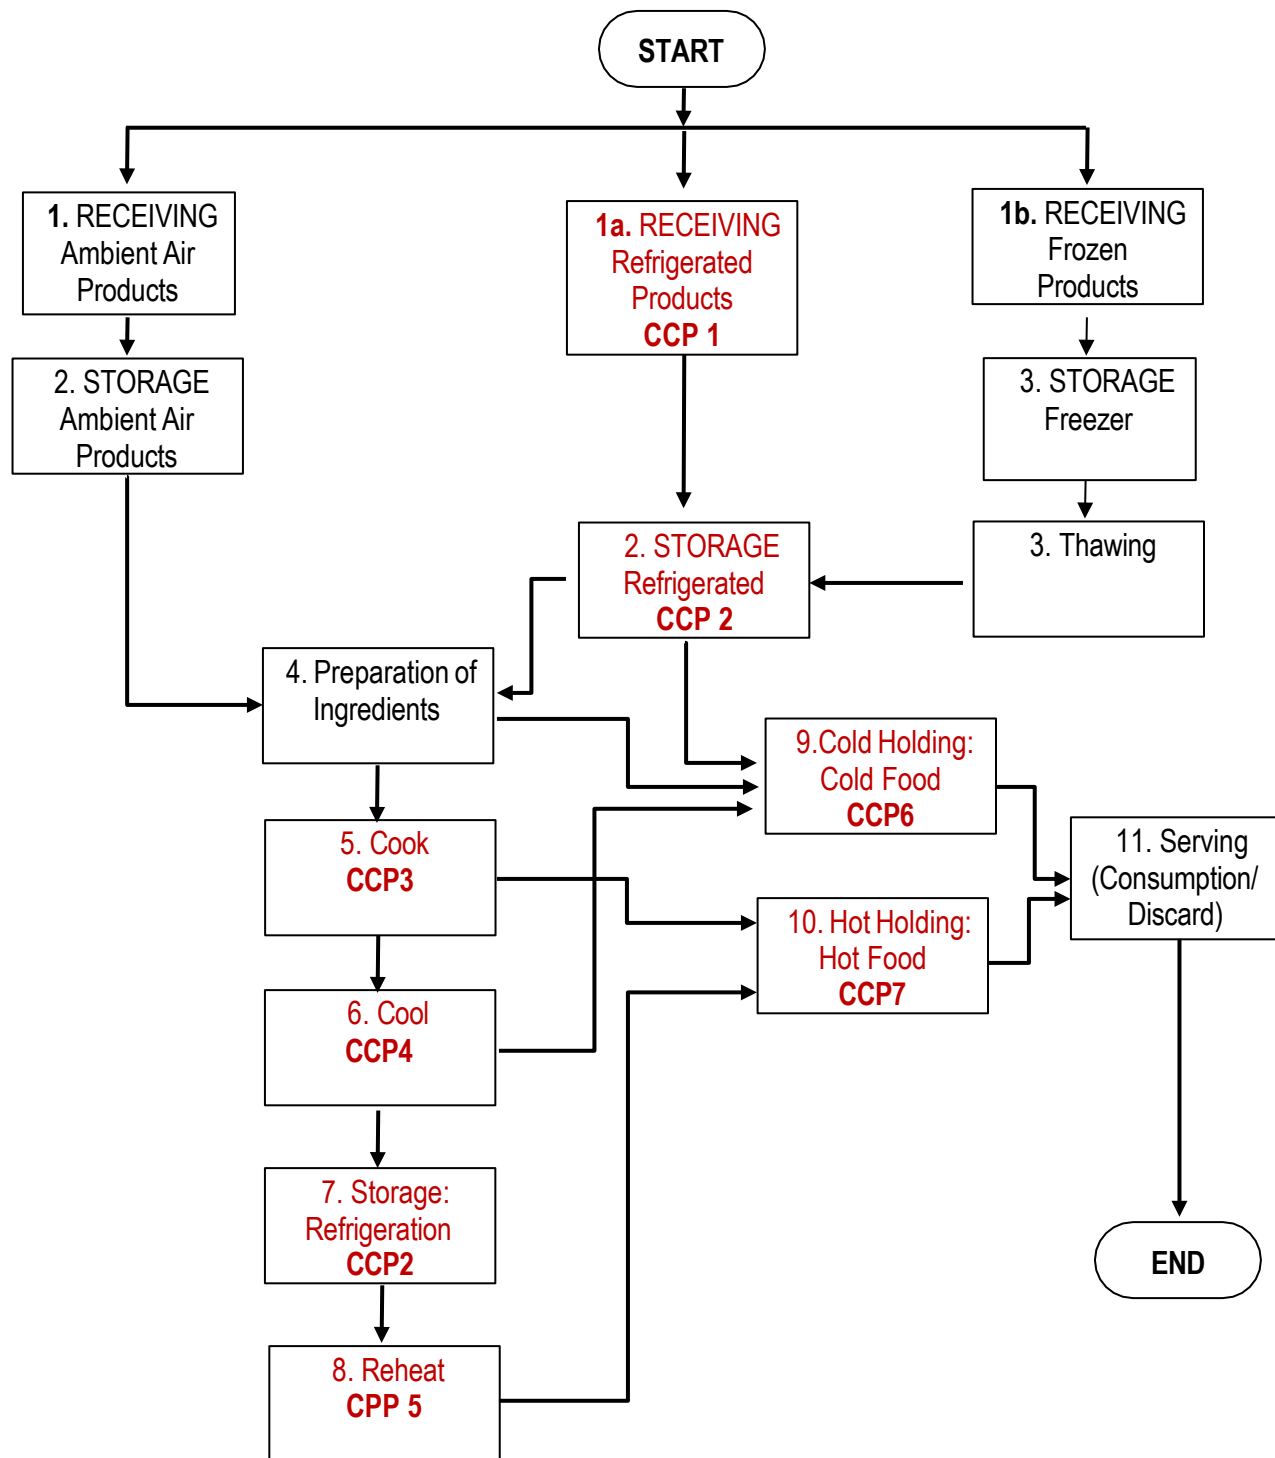 START
1. RECEIVING
Ambient Air
Products
1a. RECEIVING
Refrigerated
Products
CCP 1
1b. RECEIVING
Frozen
Products
2. STORAGE
Ambient Air
Products
3. STORAGE
Freezer
2. STORAGE
Refrigerated
CCP 2
3. Thawing
4. Preparation of
Ingredients
9.Cold Holding:
Cold Food
CCP6
5. Cook
CCP3
11. Serving
(Consumption/
Discard)
10. Hot Holding:
Hot Food
CCP7
6. Cool
CCP4
7. Storage:
Refrigeration
CCP2
END
8. Reheat
CPP 5